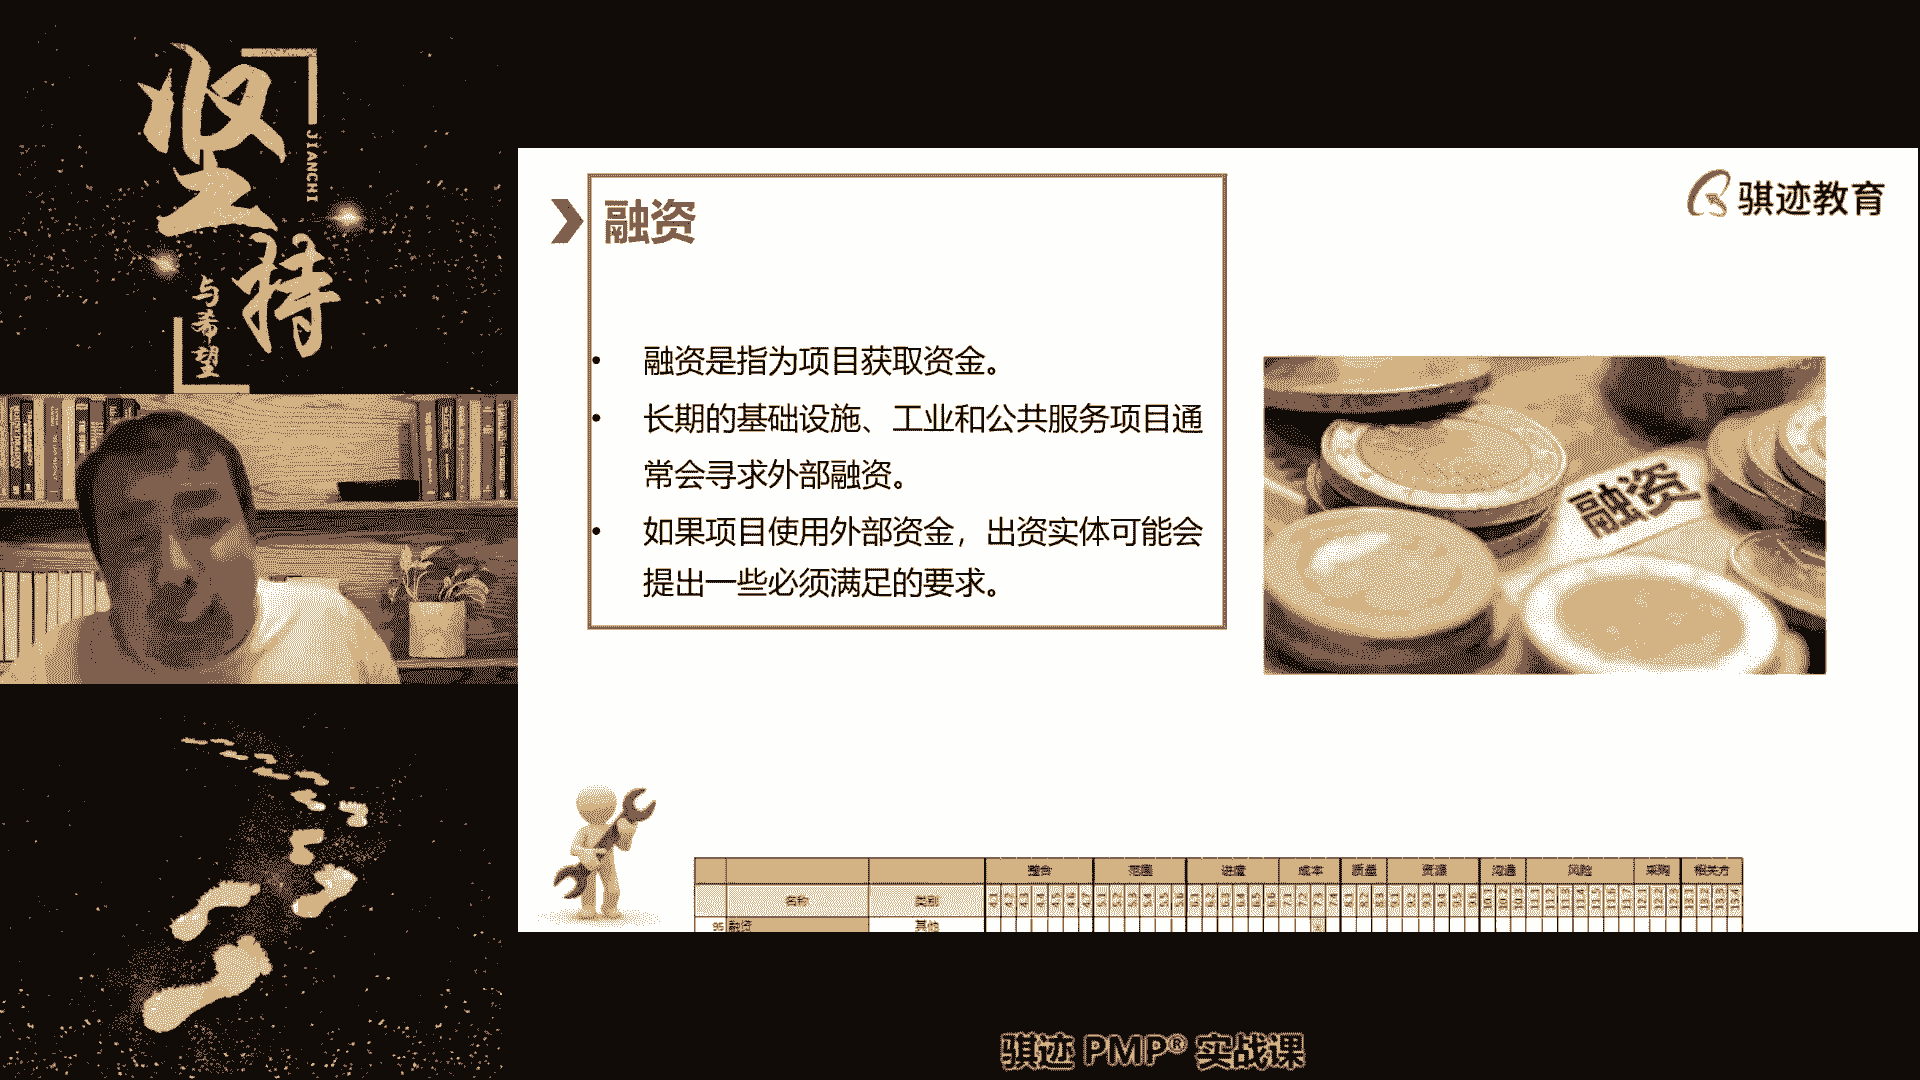 坚持
JIANCHI
与希望
骐迹教育
融资
• 融资是指为项目获取资金。
• 长期的基础设施、工业和公共服务项目通
常会寻求外部融资。
• 如果项目使用外部资金，出资实体可能会
提出一些必须满足的要求。
融资
整合 范围 进度 成本 质量 资源 沟通 风险 采购 相关方
名称 类别
95 融资 其他
骐迹 PMP® 实战课